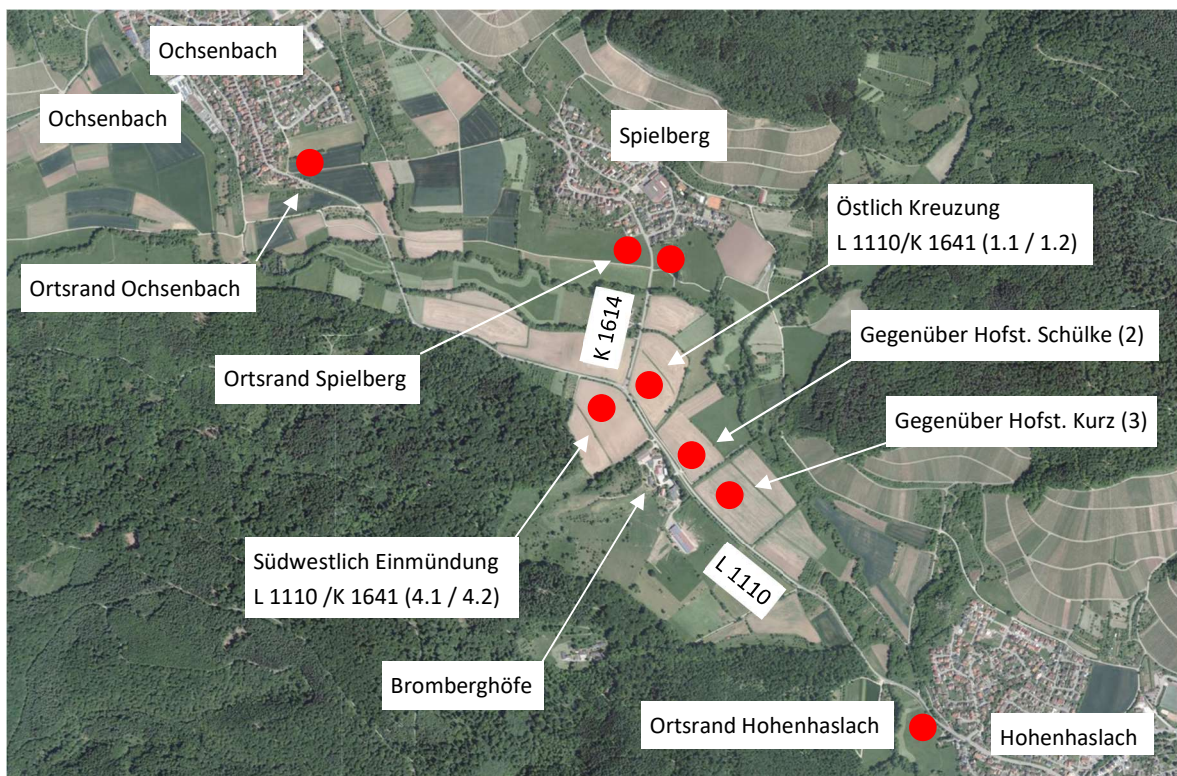 Ochsenbach
Ochsenbach
Spielberg
Östlich Kreuzung
L 1110/K 1641 (1.1 / 1.2)
Ortsrand Ochsenbach
K 1614
Gegenüber Hofst. Schülke (2)
Ortsrand Spielberg
Gegenüber Hofst. Kurz (3)
Südwestlich Einmündung
L 1110 /K 1641 (4.1 / 4.2)
L 1110
Bromberghöfe
Ortsrand Hohenhaslach
Hohenhaslach